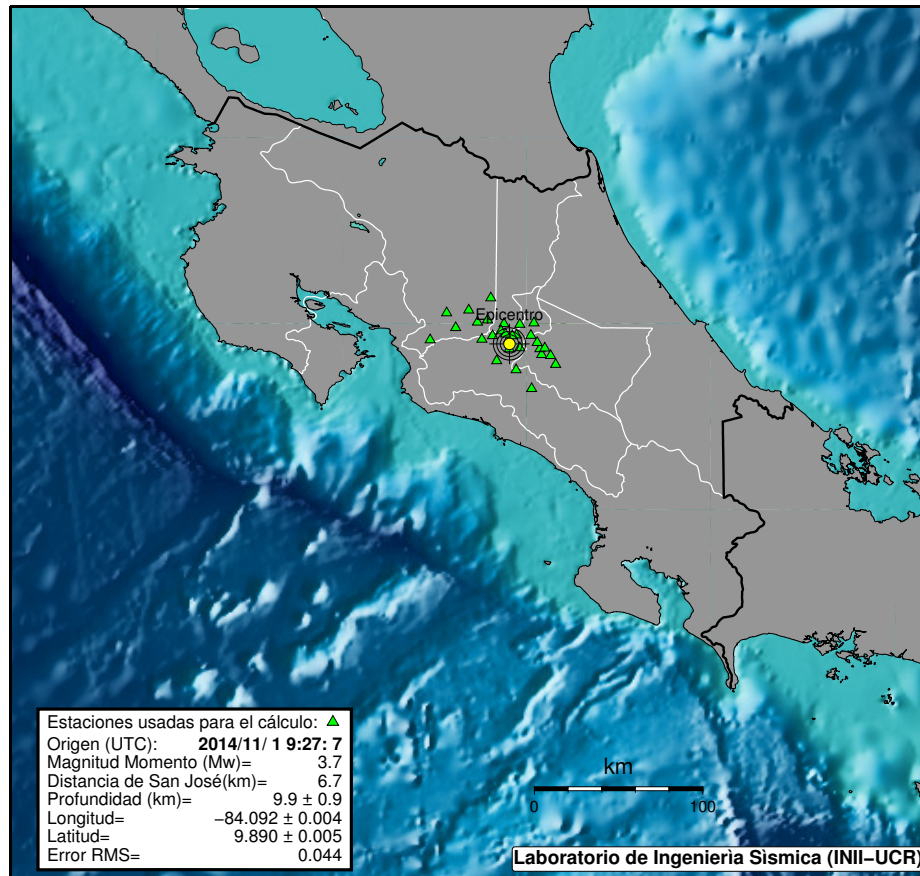 Epicentro
Estaciones usadas para el cálculo:
Origen (UTC): 2014/11/ 1 9:27: 7
Magnitud Momento (Mw)= 3.7
Distancia de San José(km)= 6.7
Profundidad (km)= 9.9 ± 0.9
Longitud= −84.092 ± 0.004
Latitud= 9.890 ± 0.005
Error RMS= 0.044
km
0 100
Laboratorio de Ingenierìa Sìsmica (INII−UCR)